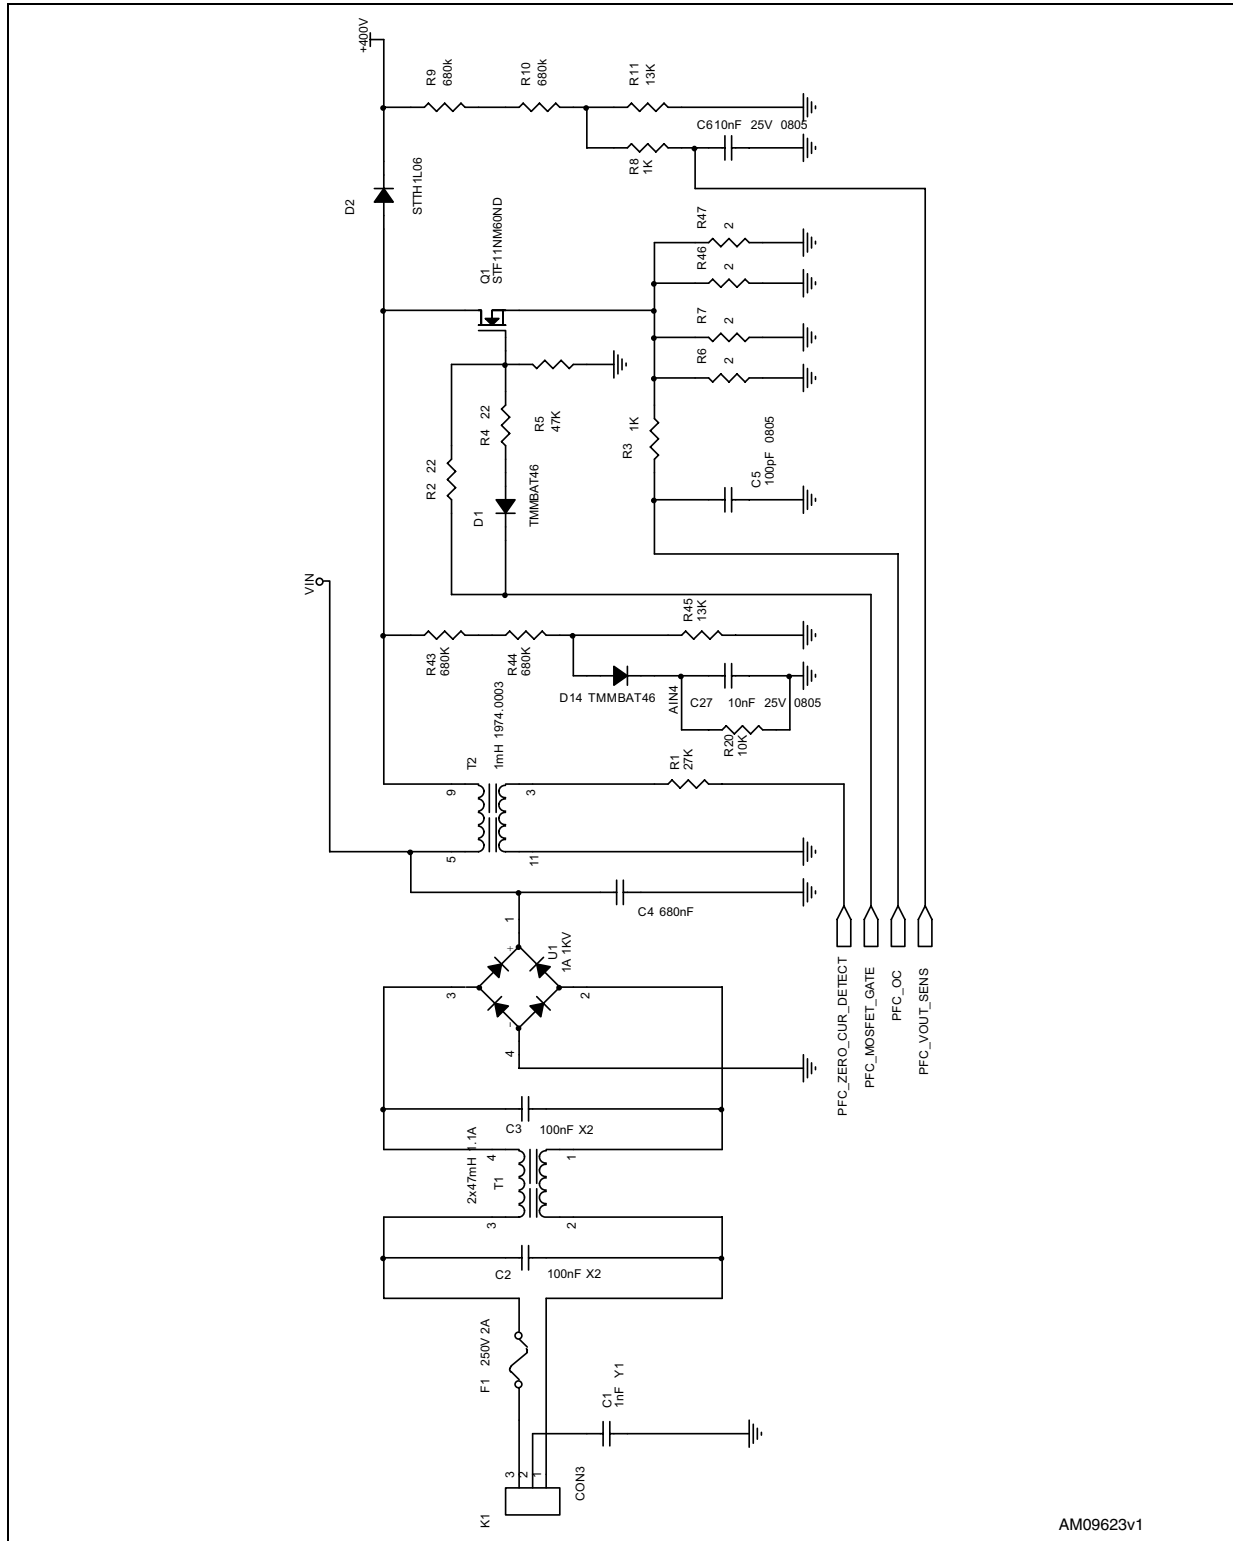 +400V
R9
680k
R10
680k
R11
13K
C6 10nF 25V 0805
R8
1K
D2
STTH1L06
Q1
STF11NM60ND
R47
2
R46
2
R7
2
R6
2
R4 22
R5
47K
R2 22
D1
TMMBAT46
R3 1K
C5
100pF 0805
VIN
R43
680K
R44
680K
R45
13K
D14 TMMBAT46
AIN4
C27 10nF 25V 0805
R20
10K
T2
1mH 1974.0003
9
3
5
11
R1
27K
C4 680nF
1
+
U1
1A 1KV
3
2
-
4
PFC_ZERO_CUR_DETECT
PFC_MOSFET_GATE
PFC_OC
PFC_VOUT_SENS
C3 100nF X2
2x47mH 1.1A
T1
4
1
3
2
C2 100nF X2
F1 250V 2A
C1
1nF Y1
3
2
1
K1
CON3
AM09623v1